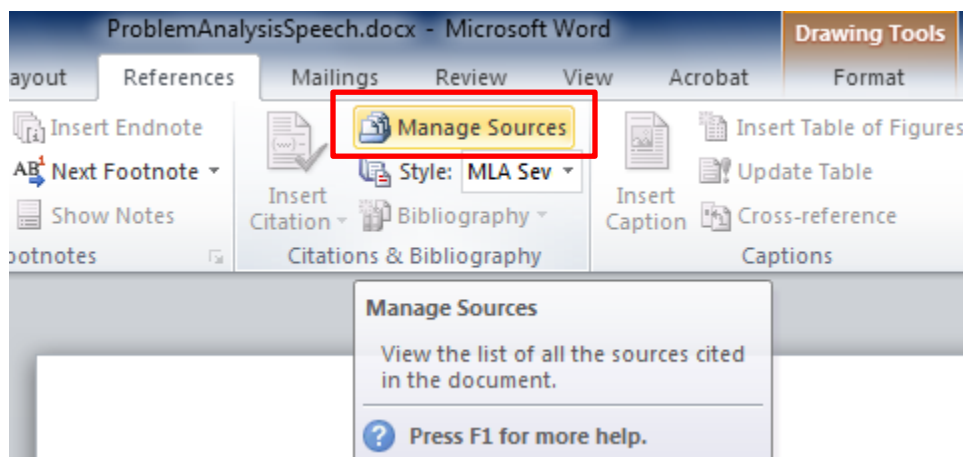 ProblemAnalysisSpeech.docx - Microsoft Word
Drawing Tools
ayout References Mailings Review View Acrobat Format
Insert Endnote
AB1 Next Footnote
Show Notes
ootnotes
Insert
Citation
Manage Sources
Style: MLA Sev
Bibliography
Citations & Bibliography
Insert
Caption
Insert Table of Figures
Update Table
Cross-reference
Captions
Manage Sources
View the list of all the sources cited
in the document.
Press F1 for more help.